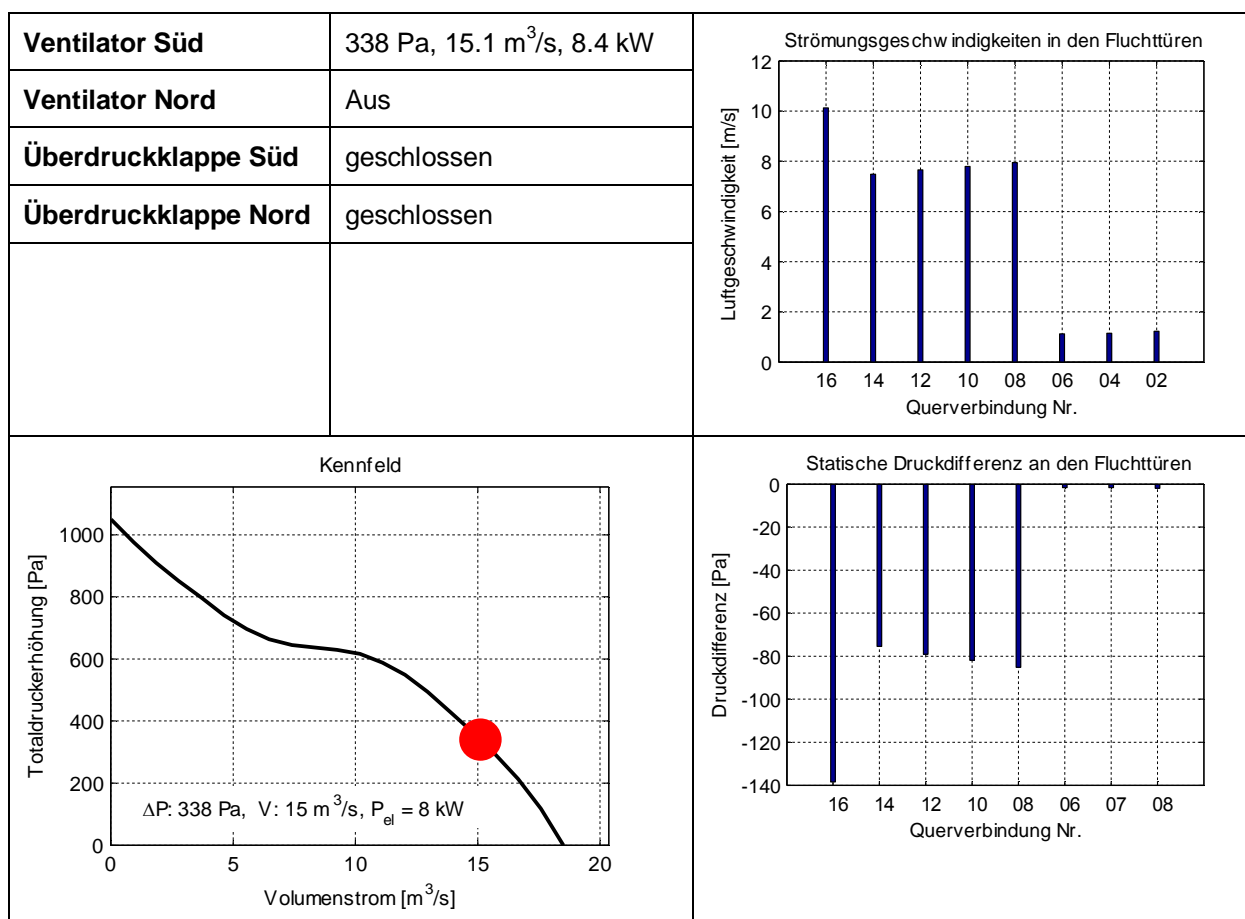 Ventilator Süd 338 Pa, 15.1 m³/s, 8.4 kW
Ventilator Nord Aus
Überdruckklappe Süd geschlossen
Überdruckklappe Nord geschlossen
Strömungsgeschwindigkeiten in den Fluchttüren
12
10
8
6
4
2
0
Luftgeschwindigkeit [m/s]
16 14 12 10 08 06 04 02
Querverbindung Nr.
Kennfeld
1000
800
600
400
200
0
Totaldruckerhöhung [Pa]
ΔP: 338 Pa, V: 15 m³/s, Pel = 8 kW
0 5 10 15 20
Volumenstrom [m³/s]
Statische Druckdifferenz an den Fluchttüren
0
-20
-40
-60
-80
-100
-120
-140
Druckdifferenz [Pa]
16 14 12 10 08 06 07 08
Querverbindung Nr.